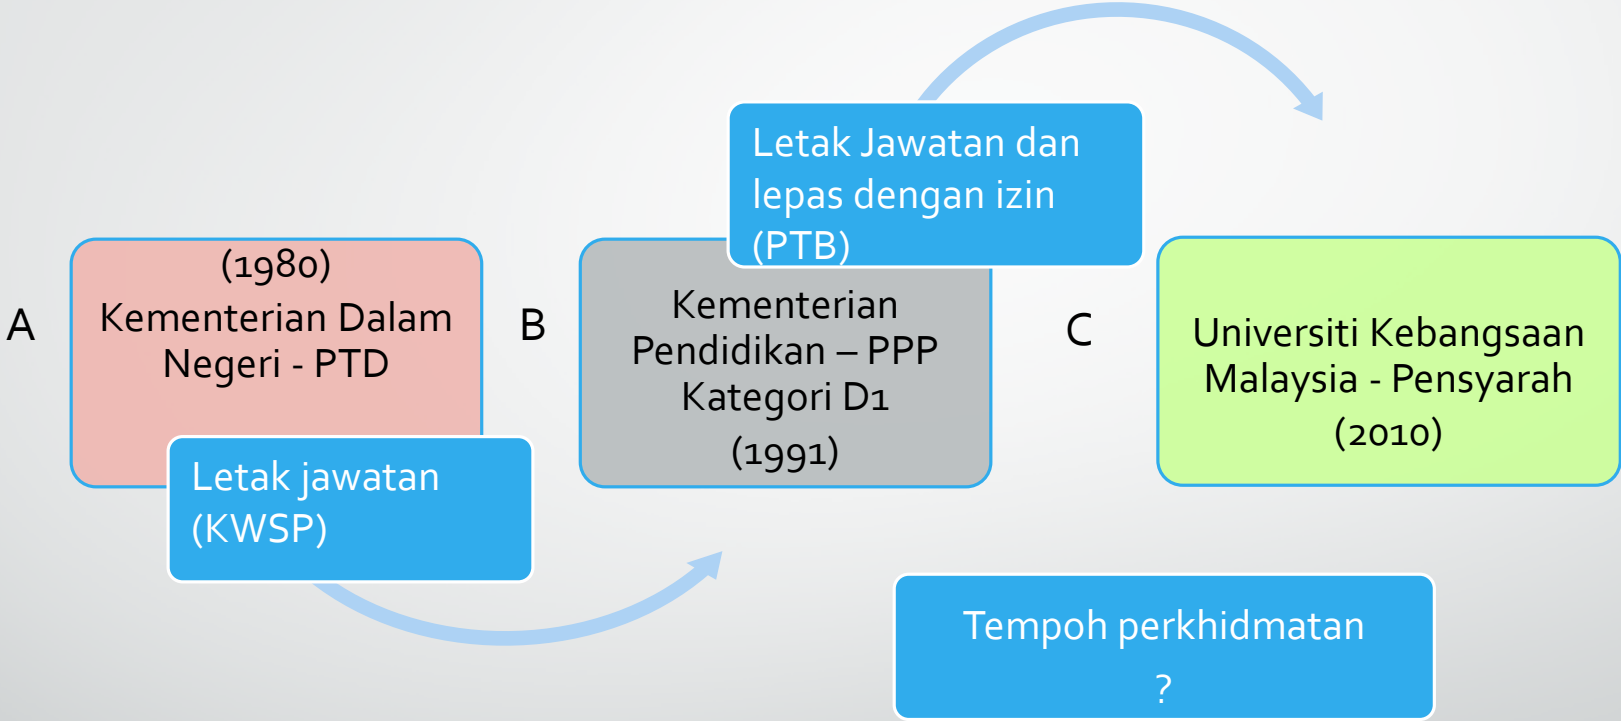 A
(1980)
Kementerian Dalam
Negeri - PTD
Letak jawatan
(KWSP)
B
Letak Jawatan dan
lepas dengan izin
(PTB)
Kementerian
Pendidikan – PPP
Kategori D1
(1991)
C
Universiti Kebangsaan
Malaysia - Pensyarah
(2010)
Tempoh perkhidmatan
?